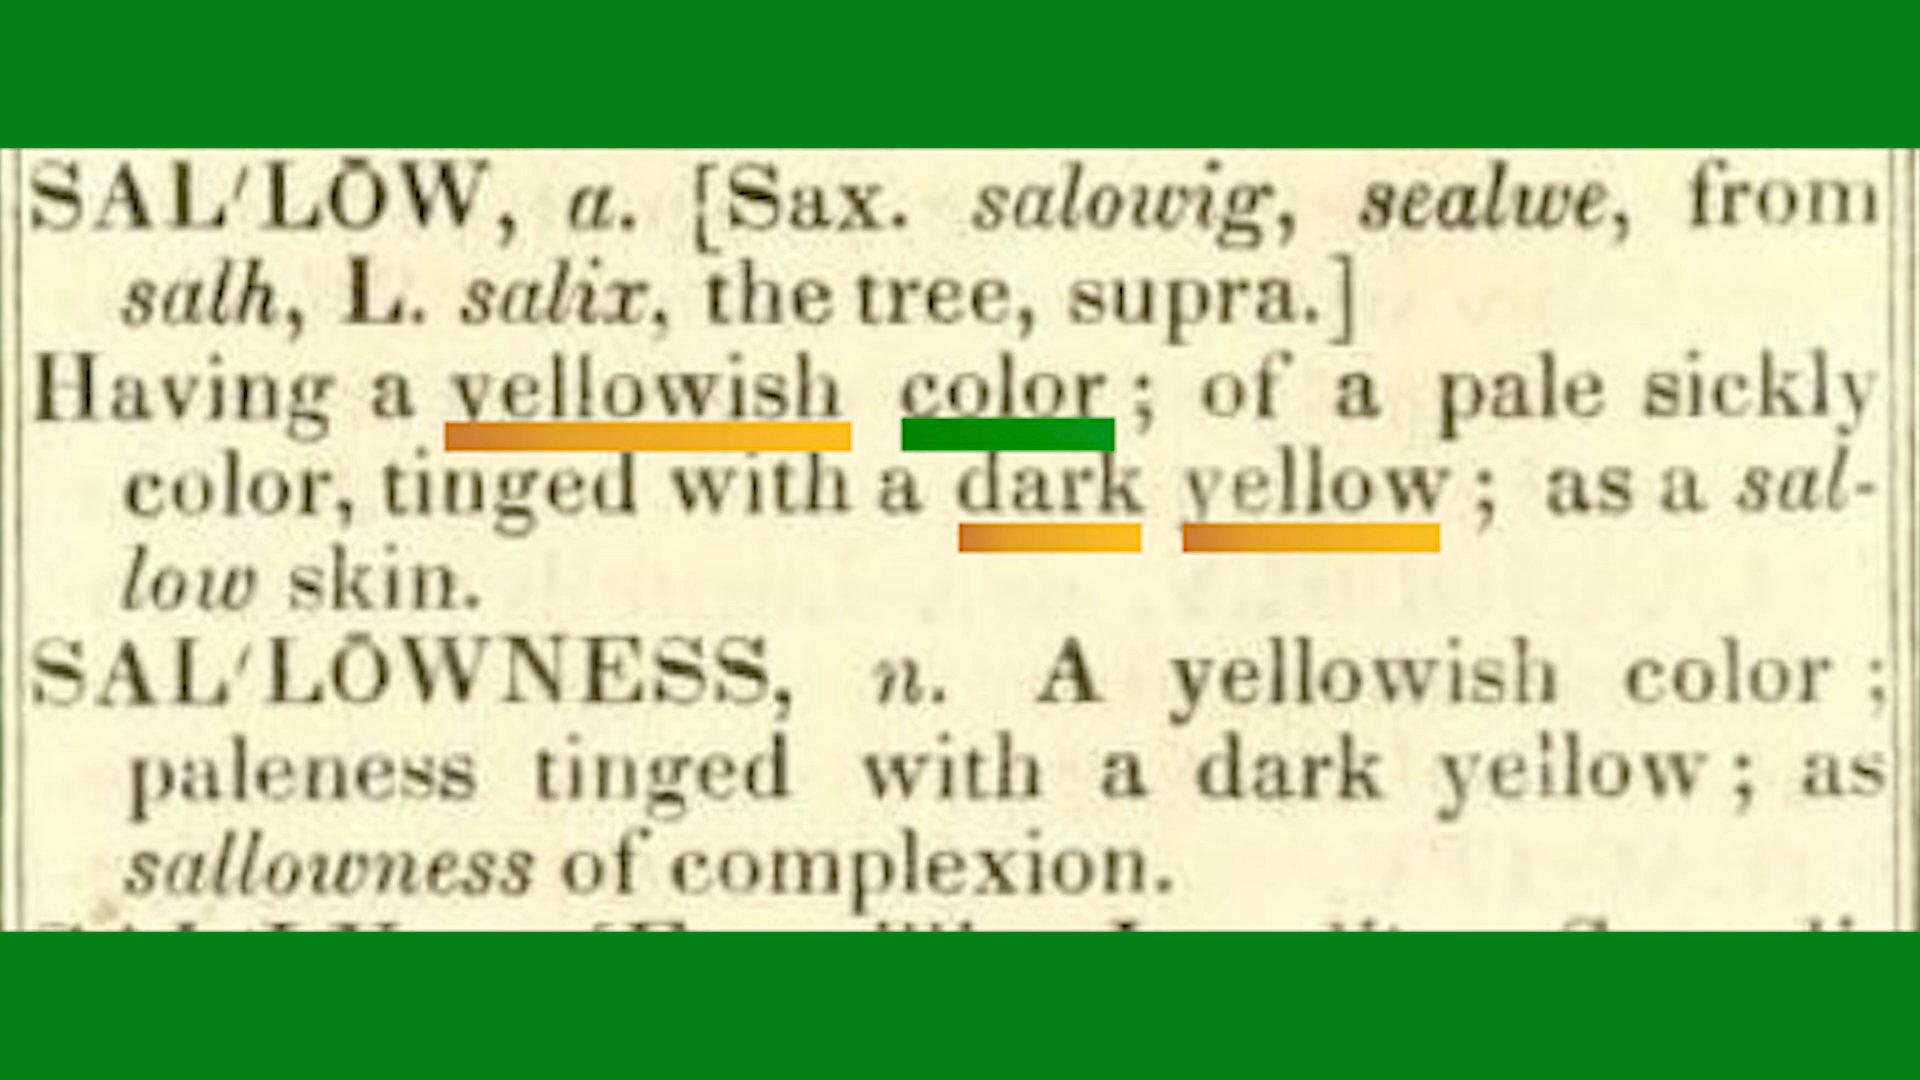 SAL'LŌW, a. [Sax. salowig, sealwe, from
salh, L. salix, the tree, supra.]
Having a yellowish color; of a pale sickly
color, tinged with a dark yellow; as a sal-
low skin.
SAL'LŌWNESS, n. A yellowish color;
paleness tinged with a dark yellow; as
sallowness of complexion.